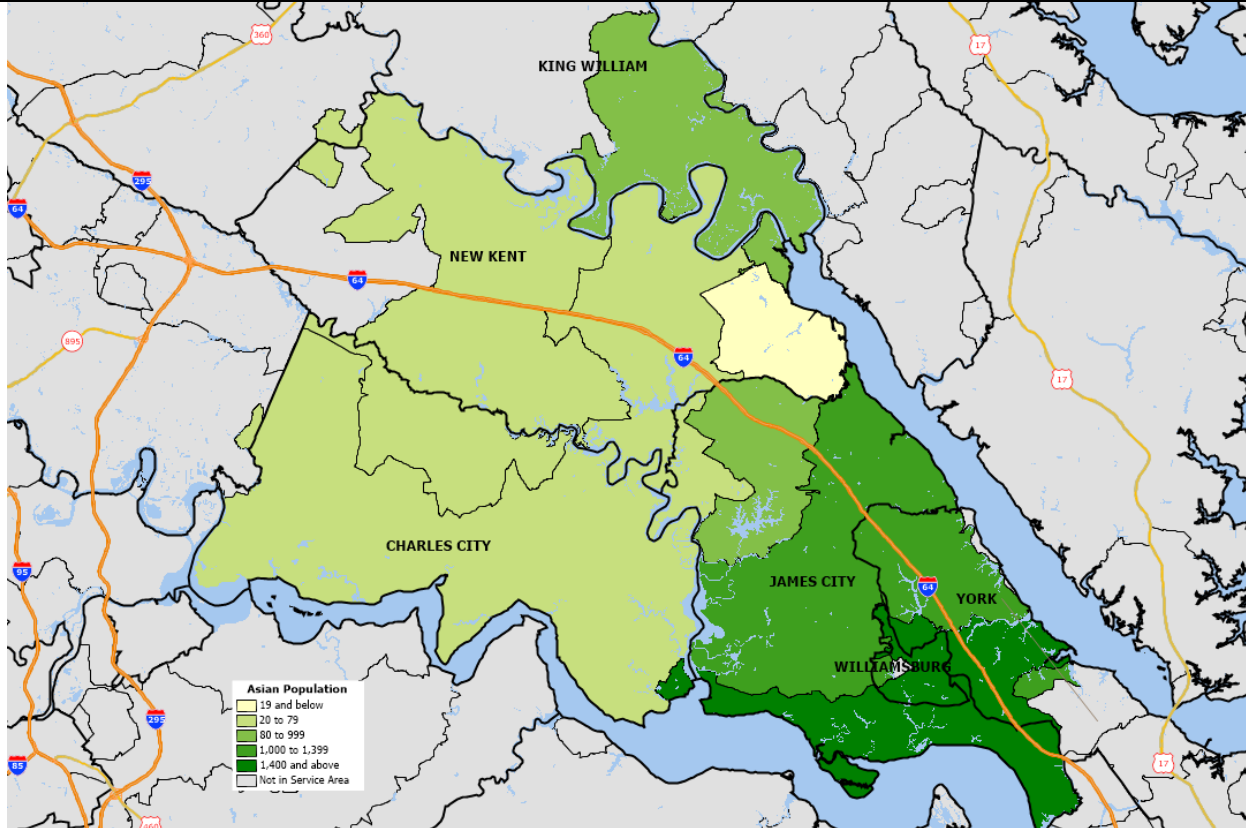 360
17
KING WILLIAM
295
64
NEW KENT
64
895
64
17
CHARLES CITY
95
JAMES CITY
64
YORK
WILLIAMSBURG
Asian Population
19 and below
20 to 79
80 to 999
1,000 to 1,399
1,400 and above
Not in Service Area
295
85
17
460